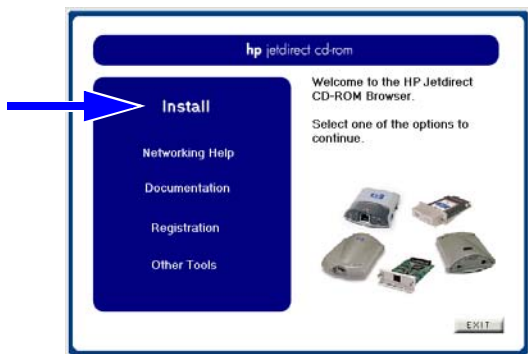 hp jetdirect cd-rom
Install
Networking Help
Documentation
Registration
Other Tools
Welcome to the HP Jetdirect
CD-ROM Browser.
Select one of the options to
continue.
EXIT